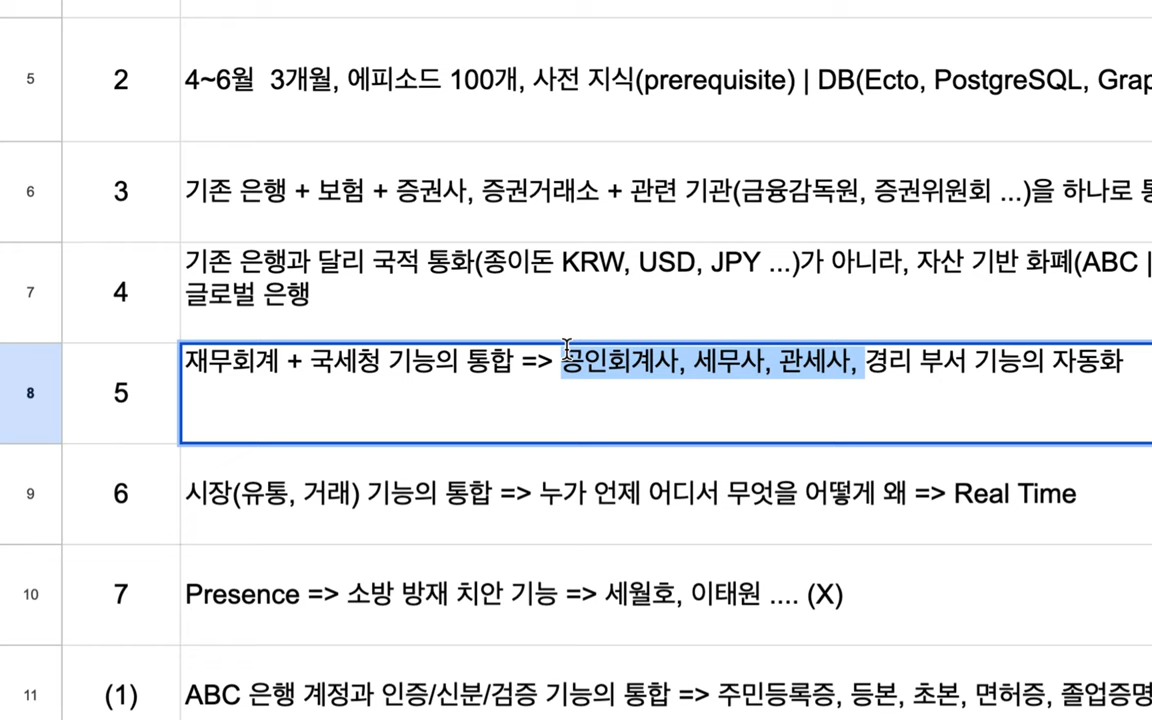 5 2 4~6월 3개월, 에피소드 100개, 사전 지식(prerequisite) | DB(Ecto, PostgreSQL,
6 3 기존 은행 + 보험 + 증권사, 증권거래소 + 관련 기관(금융감독원, 증권위원회 ...)을 하나로
7 4 기존 은행과 달리 국적 통화(종이돈 KRW, USD, JPY ...)가 아니라, 자산 기반 화폐(ABC |
글로벌 은행
8 5 재무회계 + 국세청 기능의 통합 => 공인회계사, 세무사, 관세사, 경리 부서 기능의 자동화
9 6 시장(유통, 거래) 기능의 통합 => 누가 언제 어디서 무엇을 어떻게 왜 => Real Time
10 7 Presence => 소방 방재 치안 기능 => 세월호, 이태원 .... (X)
11 (1) ABC 은행 계정과 인증/신분/검증 기능의 통합 => 주민등록증, 등본, 초본, 면허증, 졸업증명